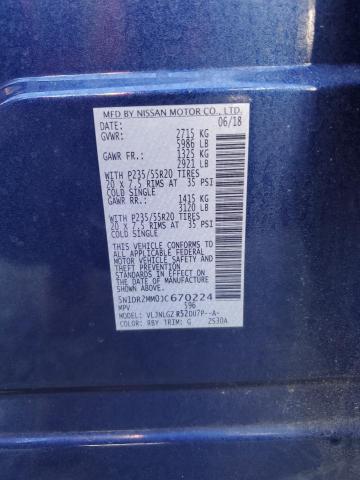 MFD BY NISSAN MOTOR CO., LTD.
DATE: 06/18
GVWR: 2715 KG
5986 LB
GAWR FR: 1325 KG
2921 LB
WITH P235/55R20 TIRES
20 X 7.5 RIMS AT 35 PSI
COLD SINGLE
GAWR RR: 1415 KG
3120 LB
WITH P235/55R20 TIRES
20 X 7.5 RIMS AT 35 PSI
COLD SINGLE
THIS VEHICLE CONFORMS TO
ALL APPLICABLE FEDERAL
MOTOR VEHICLE SAFETY
STANDARDS IN EFFECT ON
THE DATE OF MANUFACTURE
SHOWN ABOVE.
5N1DR2MM0JC670224
MPV 596
MODEL: VLJNLGZ R52DU7P--A-
COLOR: RBY TRIM: G 2530A